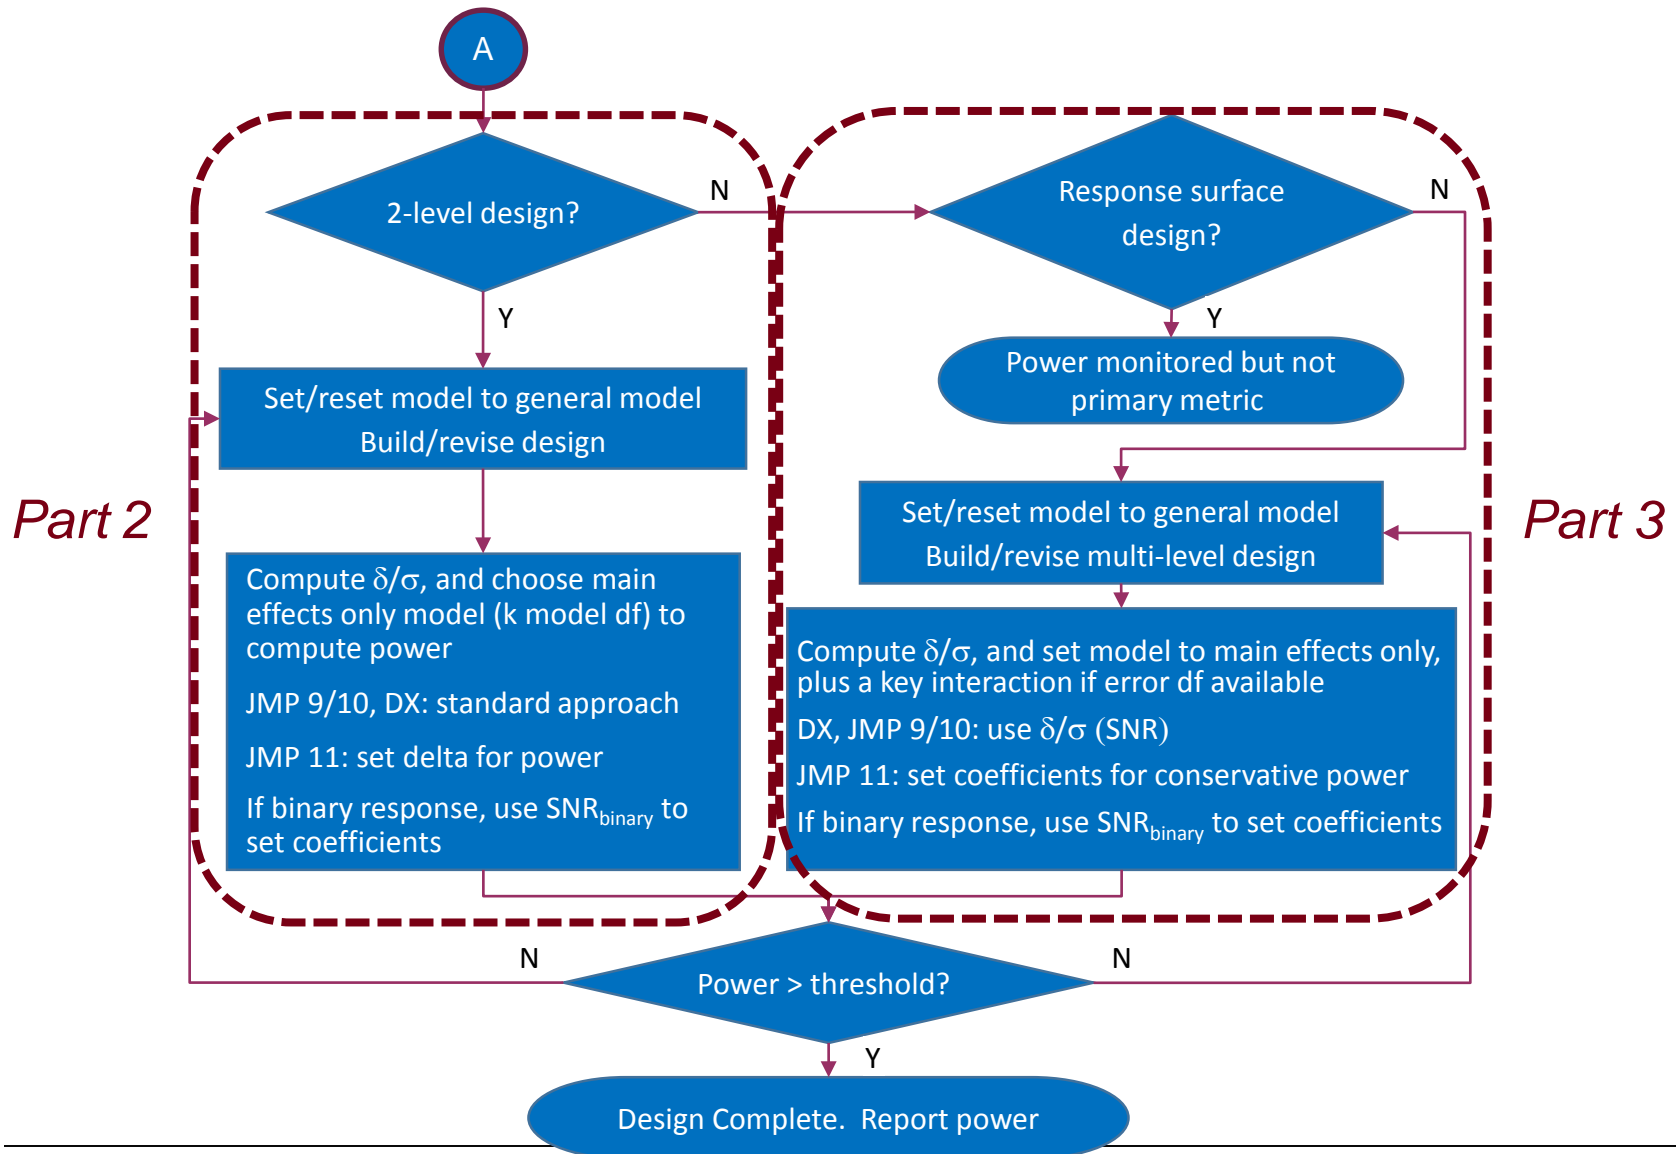 A
2-level design?
N
Y
Response surface
design?
N
Y
Power monitored but not
primary metric
Set/reset model to general model
Build/revise design
Part 2
Set/reset model to general model
Build/revise multi-level design
Part 3
Compute δ/σ, and choose main
effects only model (k model df) to
compute power
JMP 9/10, DX: standard approach
JMP 11: set delta for power
If binary response, use SNRbinary to
set coefficients
Compute δ/σ, and set model to main effects only,
plus a key interaction if error df available
DX, JMP 9/10: use δ/σ (SNR)
JMP 11: set coefficients for conservative power
If binary response, use SNRbinary to set coefficients
N
Power > threshold?
N
Y
Design Complete.  Report power